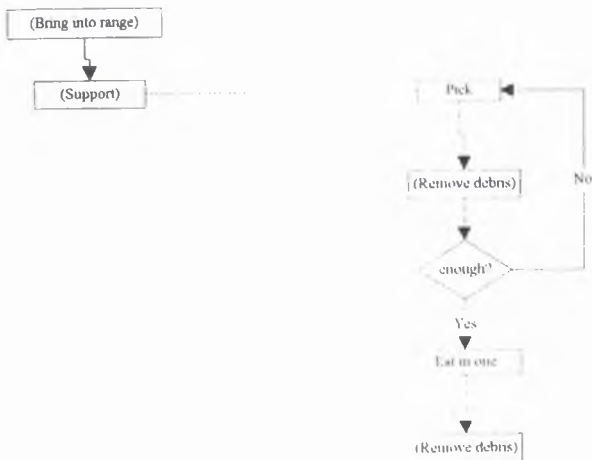 (Bring into range)
(Support)
Pick
(Remove debris)
No
enough?
Yes
Eat in one
(Remove debris)